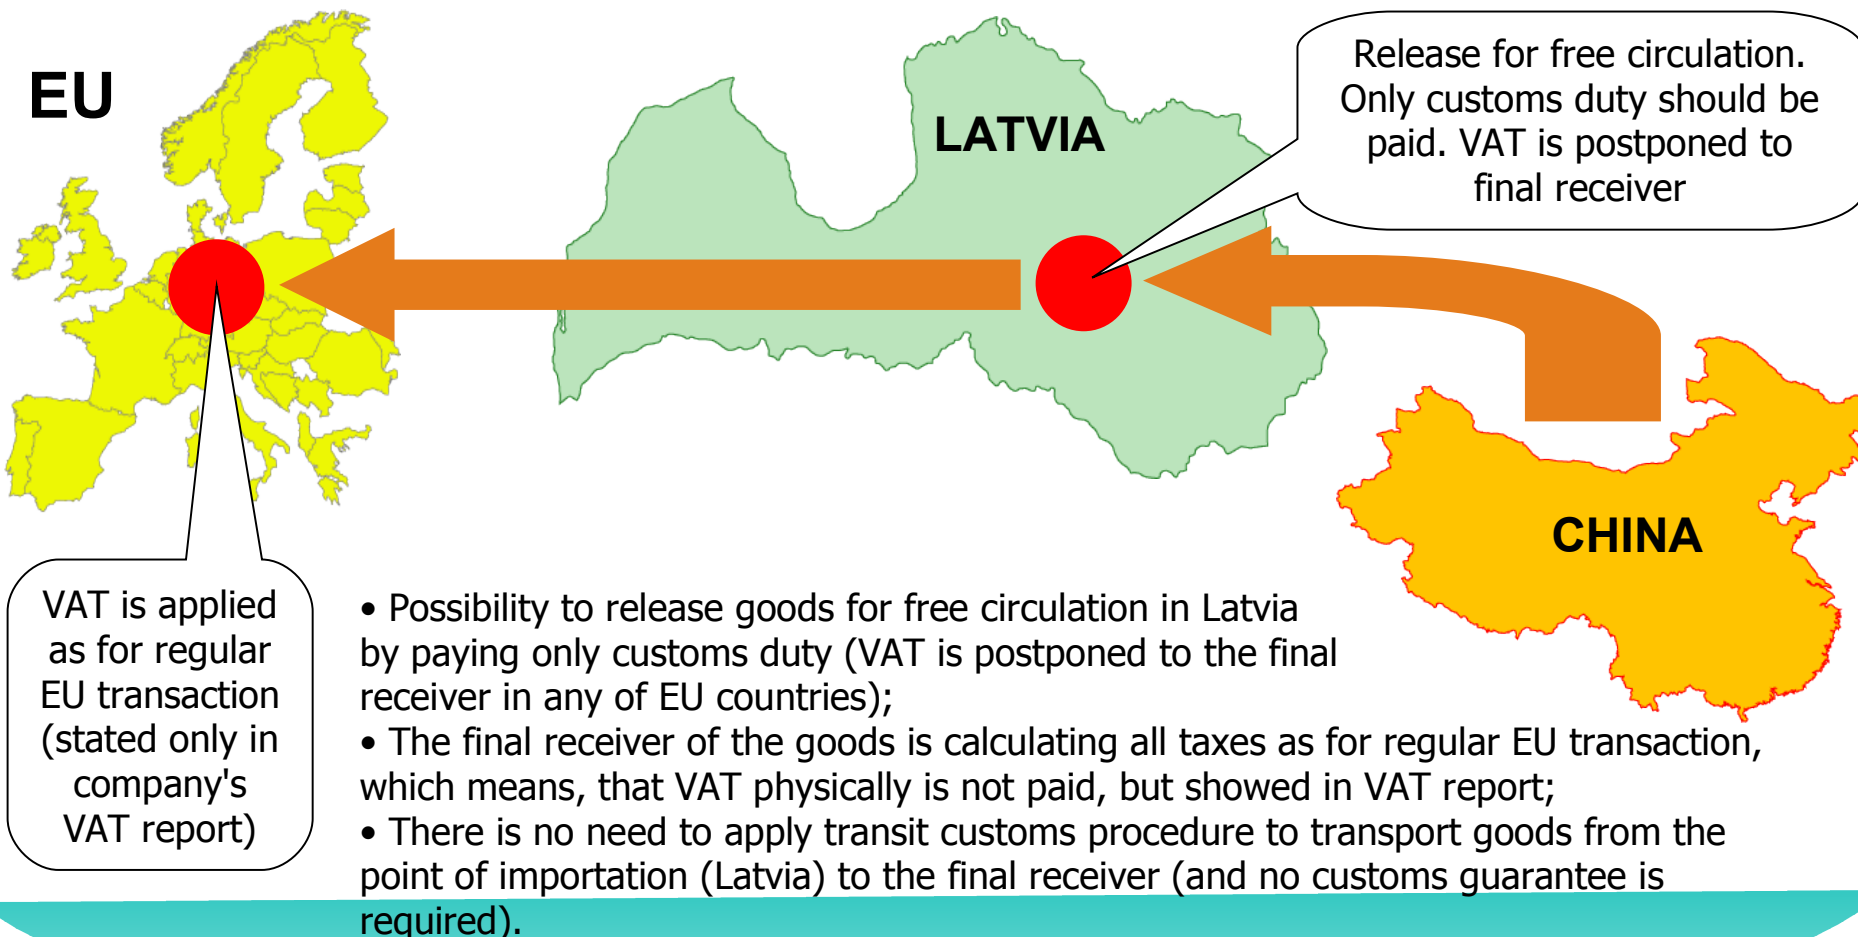 EU
LATVIA
Release for free circulation.
Only customs duty should be
paid. VAT is postponed to
final receiver
CHINA
VAT is applied
as for regular
EU transaction
(stated only in
company's
VAT report)
• Possibility to release goods for free circulation in Latvia
by paying only customs duty (VAT is postponed to the final
receiver in any of EU countries);
• The final receiver of the goods is calculating all taxes as for regular EU transaction,
which means, that VAT physically is not paid, but showed in VAT report;
• There is no need to apply transit customs procedure to transport goods from the
point of importation (Latvia) to the final receiver (and no customs guarantee is
required).